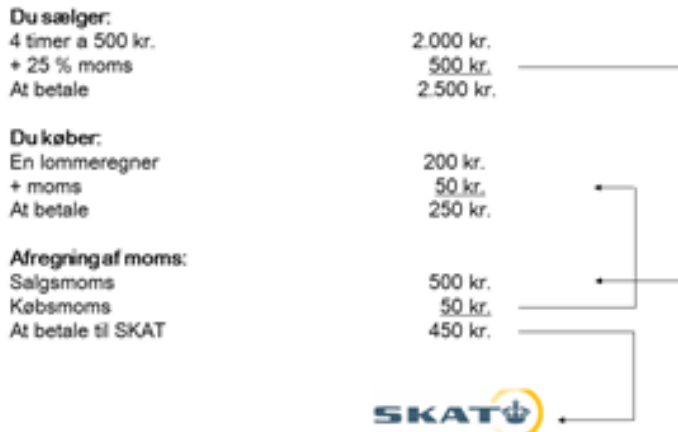 Du sælger:
4 timer a 500 kr. 2.000 kr.
+ 25 % moms 500 kr.
At betale 2.500 kr.
Du køber:
En lommeregner 200 kr.
+ moms 50 kr.
At betale 250 kr.
Afregning af moms:
Salgsmoms 500 kr.
Købsmoms 50 kr.
At betale til SKAT 450 kr.
SKAT